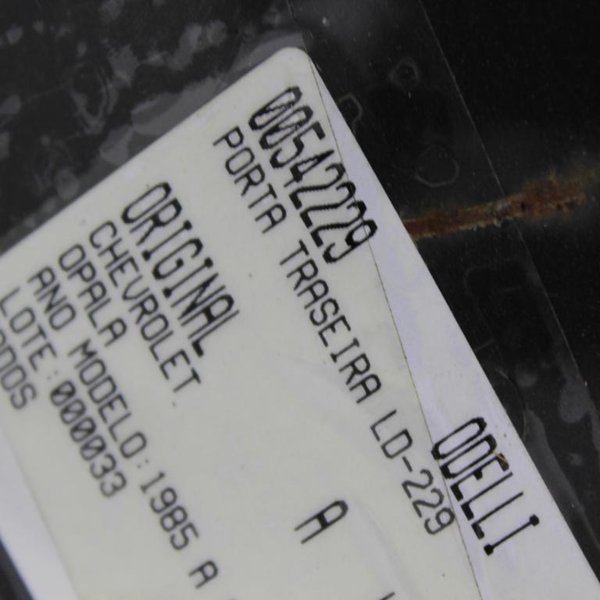 00542229
PORTA TRASEIRA LD-229
ODELLI
ORIGINAL
CHEVROLET
OPALA
ANO MODELO:1985 A
LOTE:000033
A